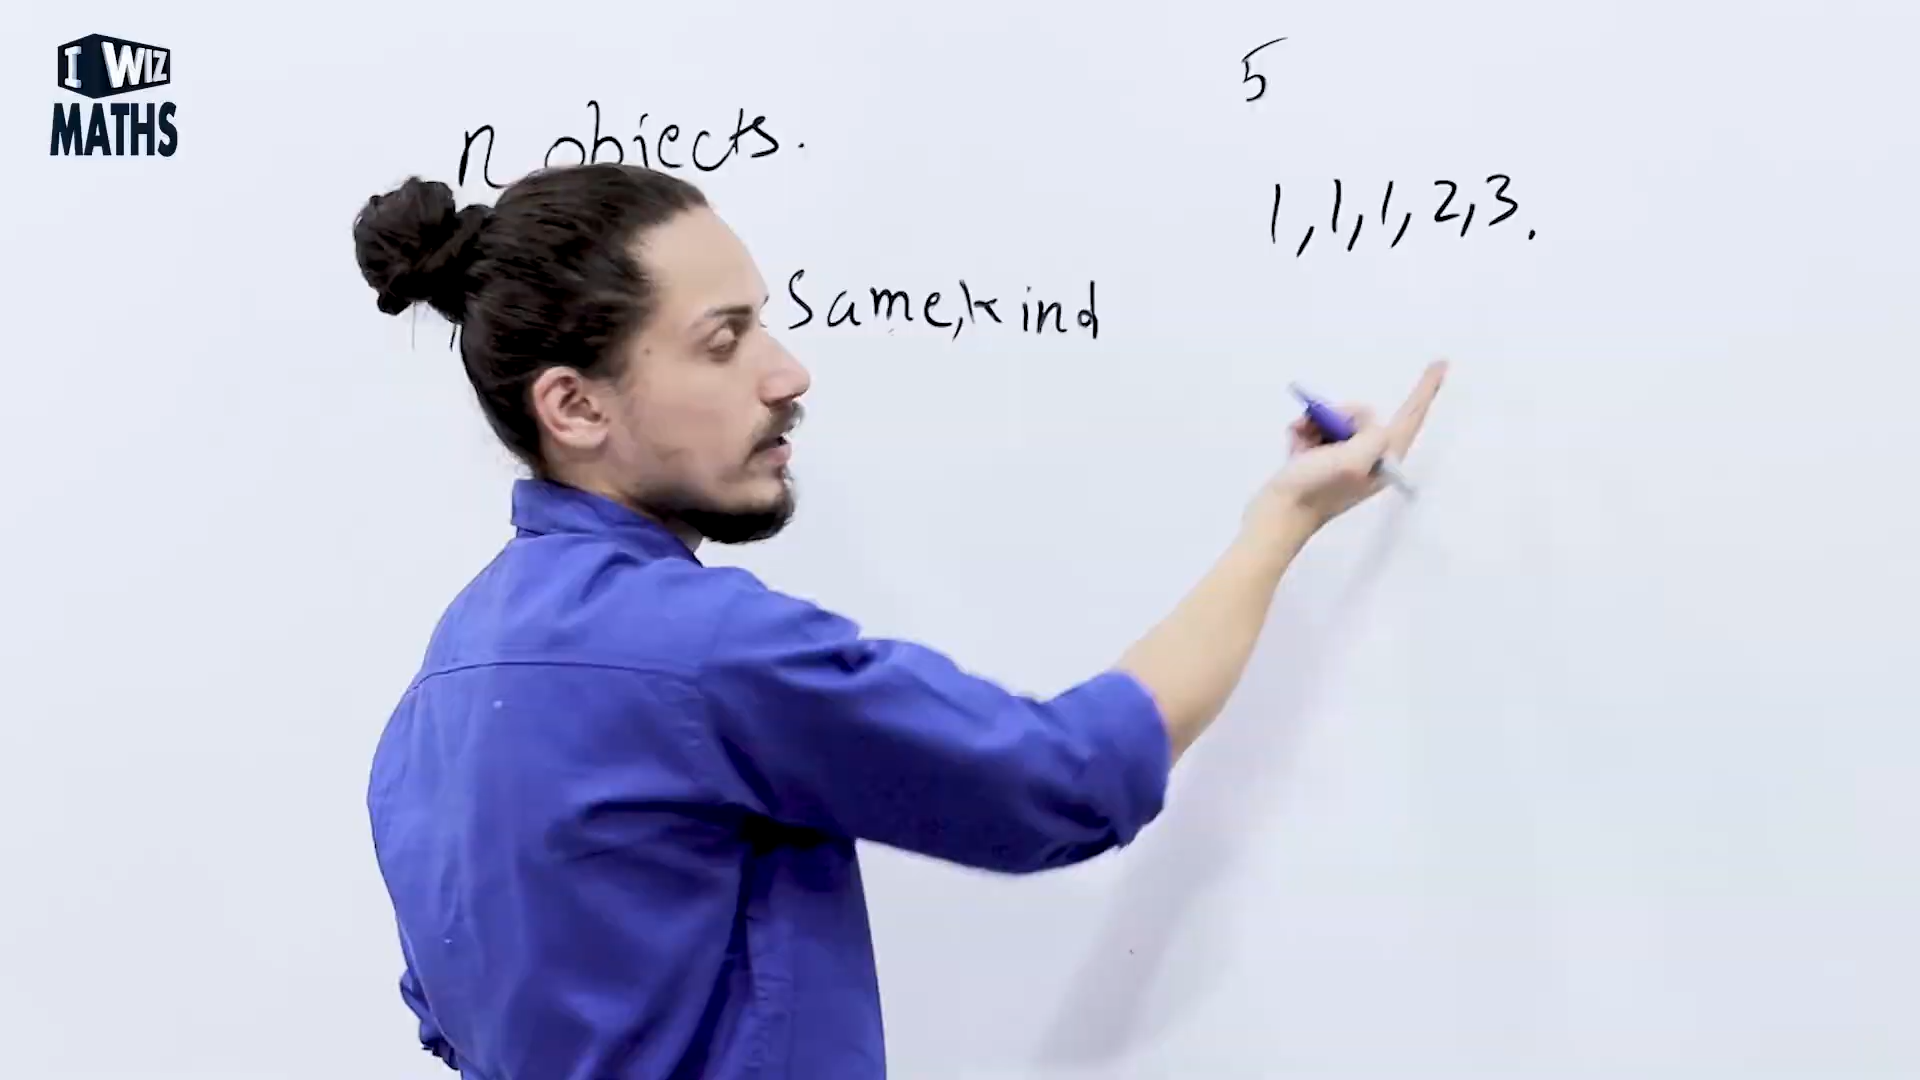 I WIZ
MATHS
5
n objects.
1,1,1,2,3.
Same,kind